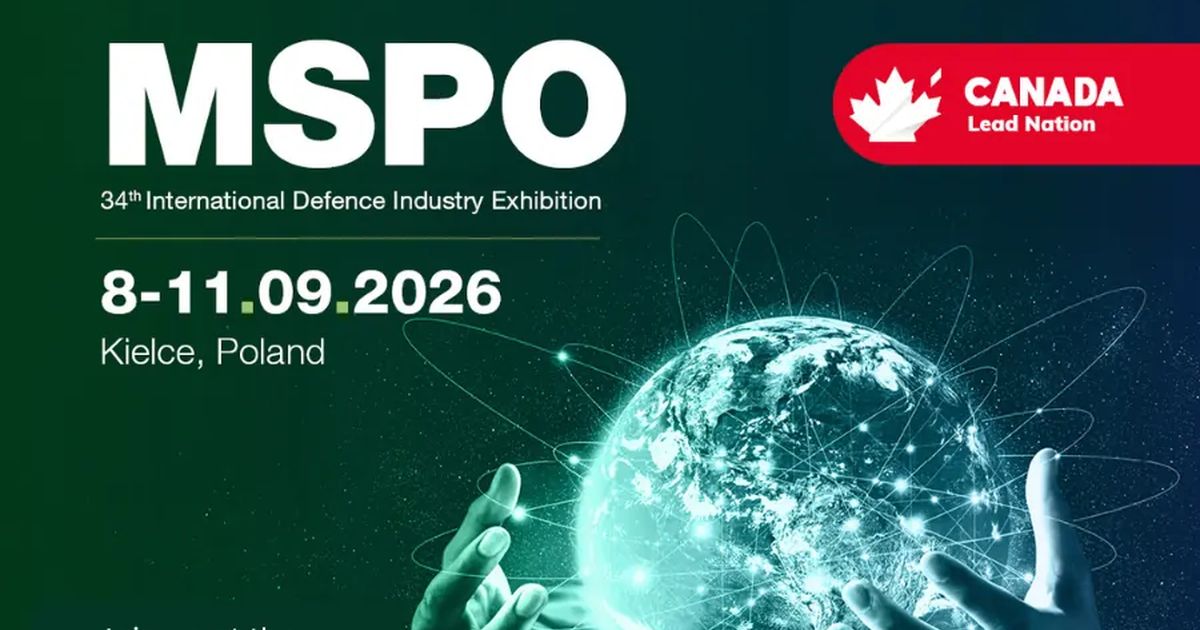 MSPO
34th International Defence Industry Exhibition
8-11.09.2026
Kielce, Poland
CANADA
Lead Nation